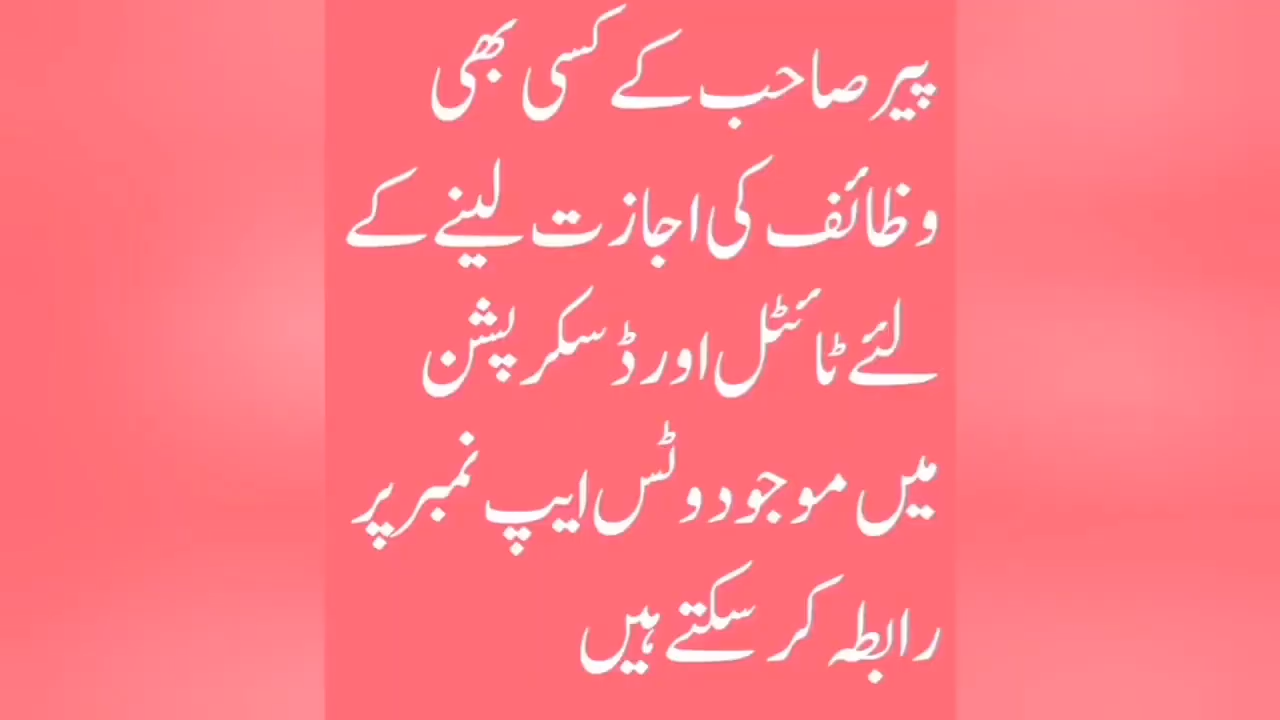 پیر صاحب کے کسی بھی
وظائف کی اجازت لینے کے
لئے ٹائٹل اور ڈسکرپشن
میں موجود وٹس ایپ نمبر پر
رابطہ کر سکتے ہیں